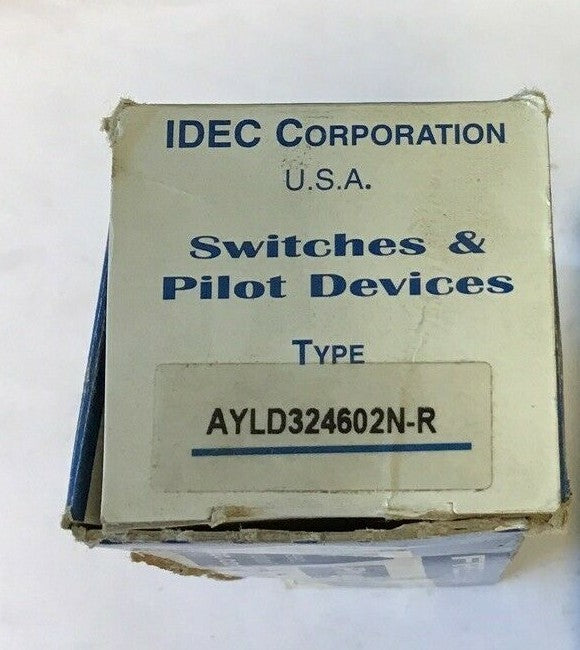 IDEC CORPORATION
U.S.A.
Switches &
Pilot Devices
TYPE
AYLD324602N-R